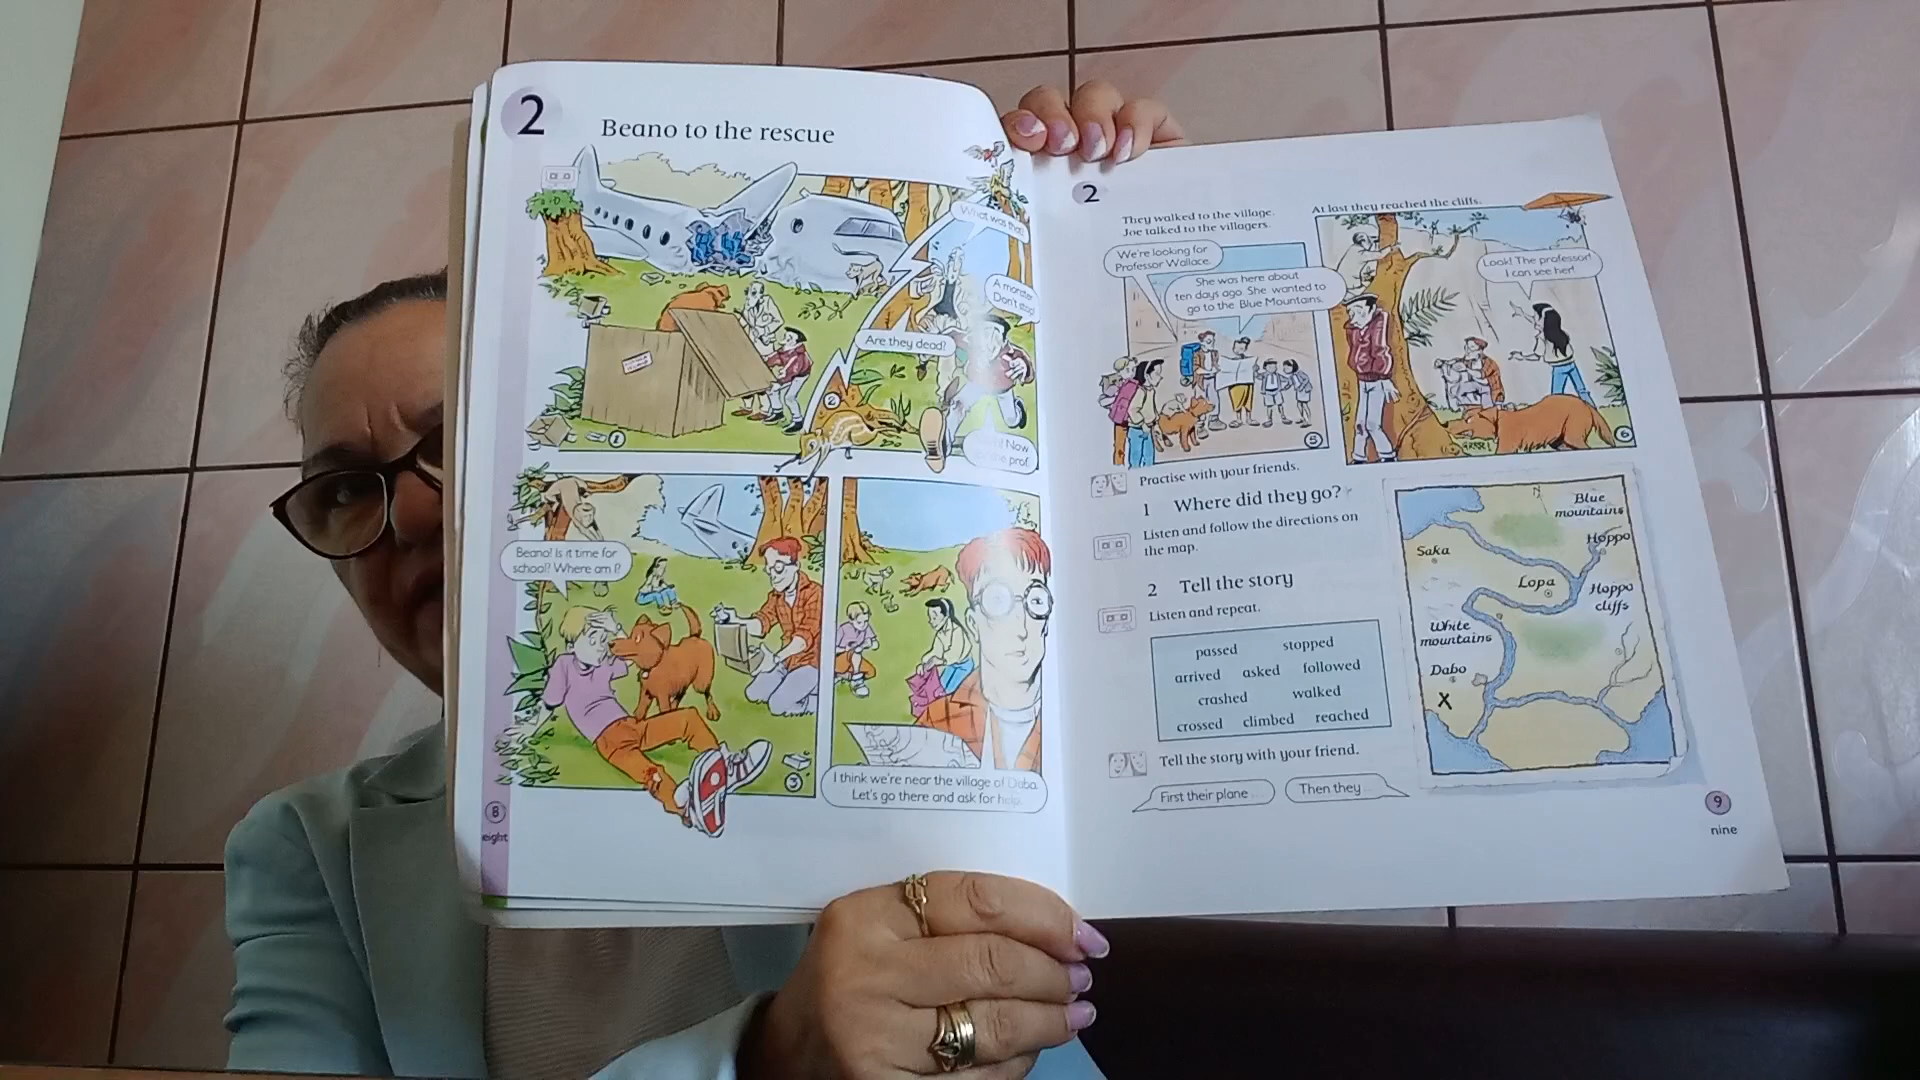 2
Beano to the rescue
What was that?
A monster.
Don't stop!
Are they dead?
2
Now
prof.
1
Beano! Is it time for
school? Where am I?
3
I think we're near the village of Daba.
Let's go there and ask for help.
8
eight
2
They walked to the village.
Joe talked to the villagers.
We're looking for
Professor Wallace.
She was here about
ten days ago. She wanted to
go to the Blue Mountains.
5
At last they reached the cliffs.
Look! The professor!
I can see her!
GRRR!
6
Practise with your friends.
1 Where did they go?
Listen and follow the directions on
the map.
2 Tell the story
Listen and repeat.
passed stopped
arrived asked followed
crashed walked
crossed climbed reached
Tell the story with your friend.
First their plane ...
Then they ...
N
Blue
mountains
Hoppo
Saka
Lopa
Hoppo
cliffs
White
mountains
Dabo
X
9
nine